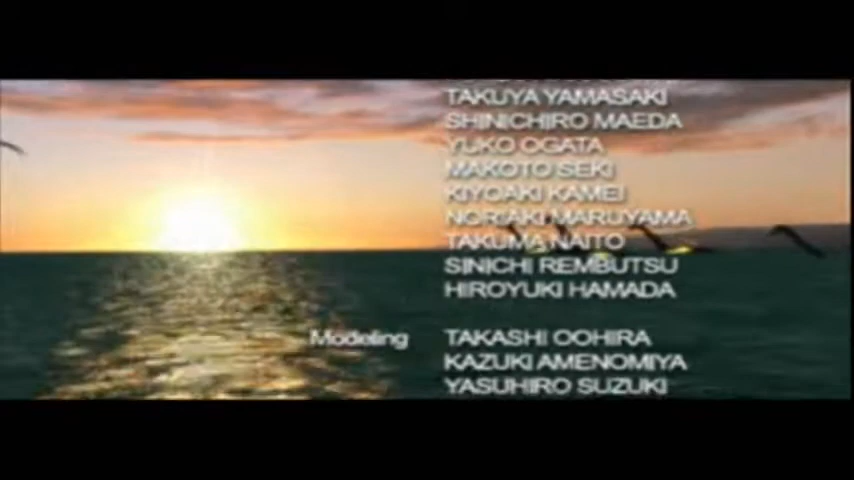 TAKUYA YAMASAKI
SHINICHIRO MAEDA
YUKO OGATA
MAKOTO SEKI
KIYOAKI KAMEI
NORIAKI MARUYAMA
TAKUMA NAITO
SINICHI REMBUTSU
HIROYUKI HAMADA
Modeling TAKASHI OOHIRA
KAZUKI AMENOMIYA
YASUHIRO SUZUKI